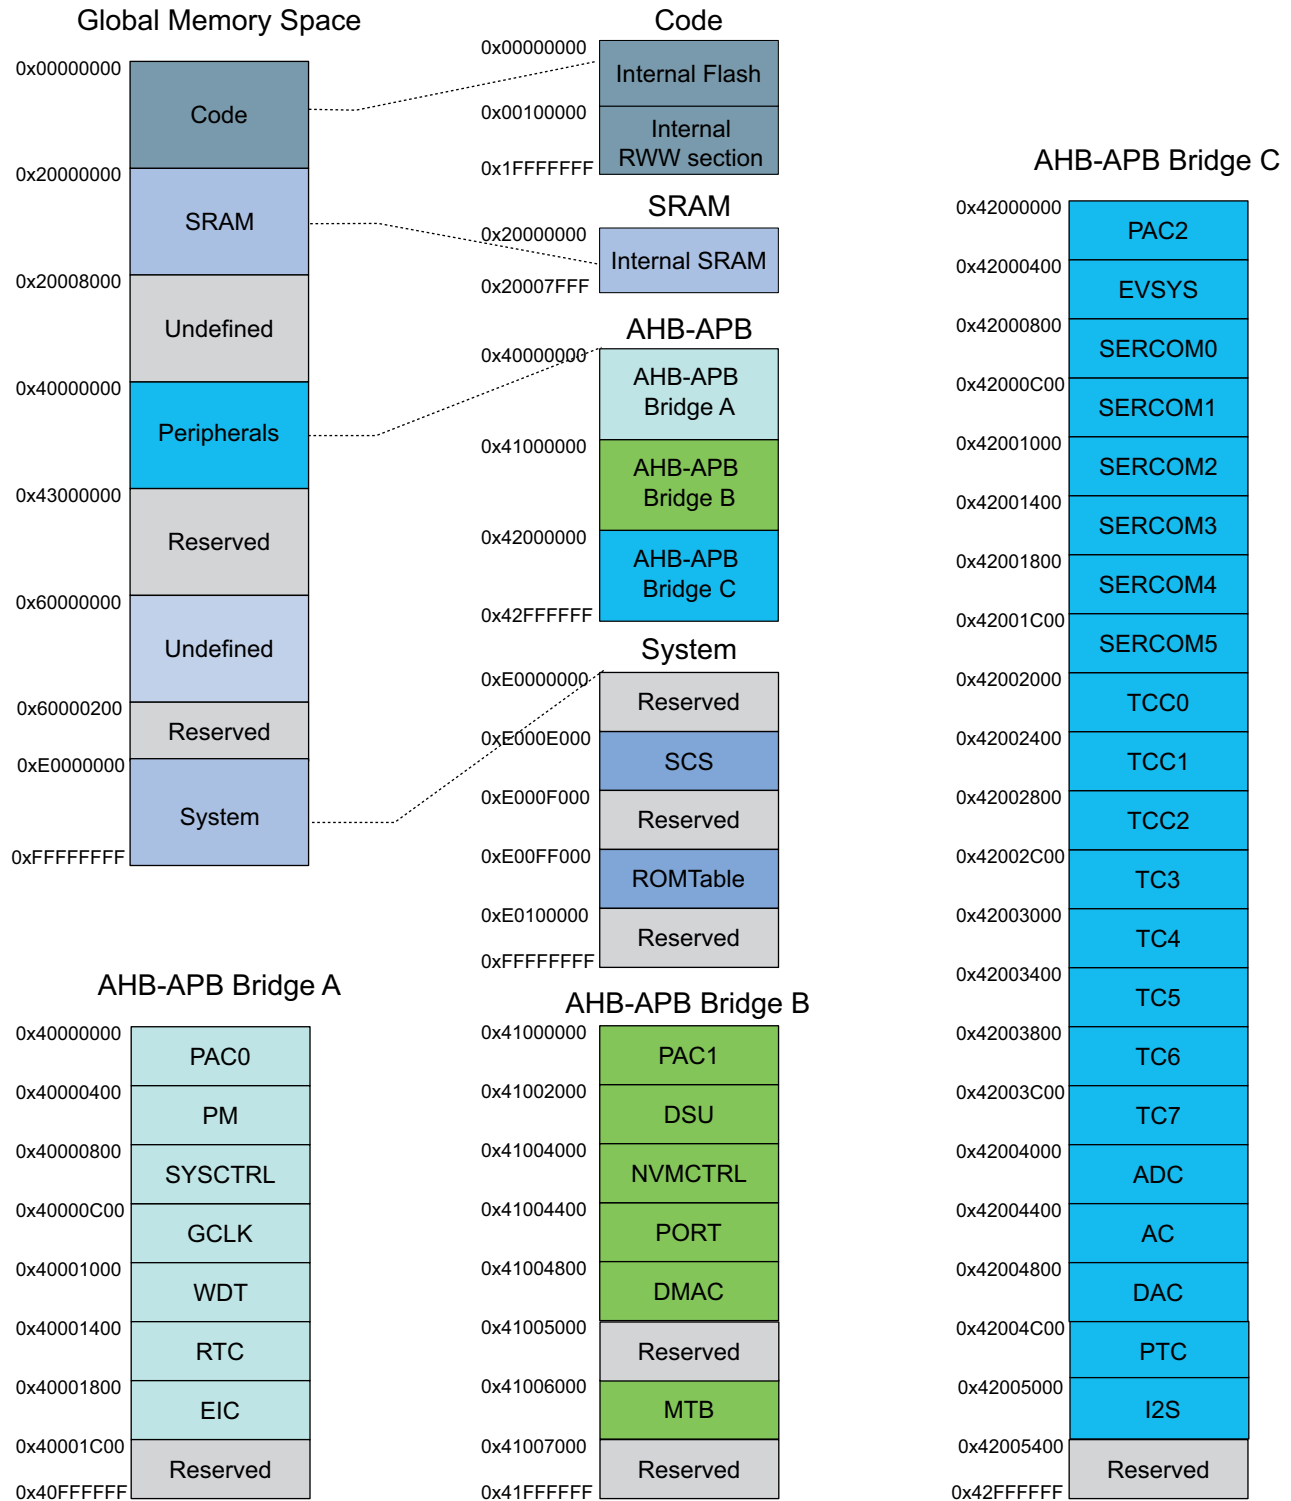 Global Memory Space
0x00000000
Code
0x20000000
SRAM
0x20008000
Undefined
0x40000000
Peripherals
0x43000000
Reserved
0x60000000
Undefined
0x60000200
Reserved
0xE0000000
System
0xFFFFFFFF
Code
0x00000000
Internal Flash
0x00100000
Internal
RWW section
0x1FFFFFFF
SRAM
0x20000000
Internal SRAM
0x20007FFF
AHB-APB
0x40000000
AHB-APB
Bridge A
0x41000000
AHB-APB
Bridge B
0x42000000
AHB-APB
Bridge C
0x42FFFFFF
System
0xE0000000
Reserved
0xE000E000
SCS
0xE000F000
Reserved
0xE00FF000
ROMTable
0xE0100000
Reserved
0xFFFFFFFF
AHB-APB Bridge A
0x40000000
PAC0
0x40000400
PM
0x40000800
SYSCTRL
0x40000C00
GCLK
0x40001000
WDT
0x40001400
RTC
0x40001800
EIC
0x40001C00
Reserved
0x40FFFFFF
AHB-APB Bridge B
0x41000000
PAC1
0x41002000
DSU
0x41004000
NVMCTRL
0x41004400
PORT
0x41004800
DMAC
0x41005000
Reserved
0x41006000
MTB
0x41007000
Reserved
0x41FFFFFF
AHB-APB Bridge C
0x42000000
PAC2
0x42000400
EVSYS
0x42000800
SERCOM0
0x42000C00
SERCOM1
0x42001000
SERCOM2
0x42001400
SERCOM3
0x42001800
SERCOM4
0x42001C00
SERCOM5
0x42002000
TCC0
0x42002400
TCC1
0x42002800
TCC2
0x42002C00
TC3
0x42003000
TC4
0x42003400
TC5
0x42003800
TC6
0x42003C00
TC7
0x42004000
ADC
0x42004400
AC
0x42004800
DAC
0x42004C00
PTC
0x42005000
I2S
0x42005400
Reserved
0x42FFFFFF